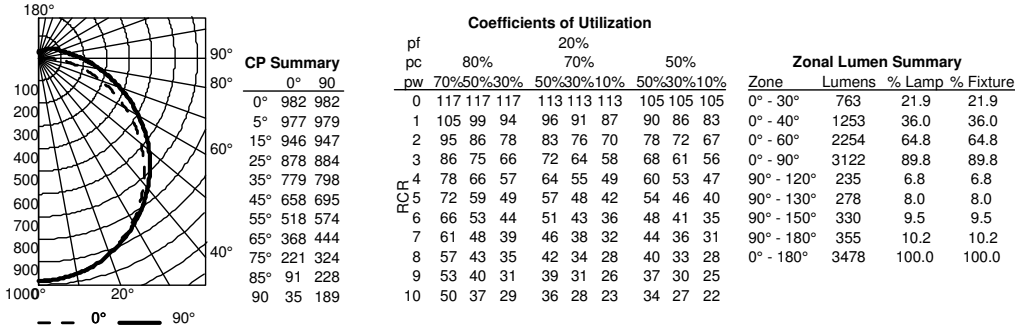 180°
90°
80°
60°
40°
20°
0°
100
200
300
400
500
600
700
800
900
1000
0° 90°
CP Summary
0° 90
0° 982 982
5° 977 979
15° 946 947
25° 878 884
35° 779 798
45° 658 695
55° 518 574
65° 368 444
75° 221 324
85° 91 228
90 35 189
Coefficients of Utilization
pf 20%
pc 80% 70% 50%
pw 70%50%30% 50%30%10% 50%30%10%
RCR
0 117 117 117 113 113 113 105 105 105
1 105 99 94 96 91 87 90 86 83
2 95 86 78 83 76 70 78 72 67
3 86 75 66 72 64 58 68 61 56
4 78 66 57 64 55 49 60 53 47
5 72 59 49 57 48 42 54 46 40
6 66 53 44 51 43 36 48 41 35
7 61 48 39 46 38 32 44 36 31
8 57 43 35 42 34 28 40 33 28
9 53 40 31 39 31 26 37 30 25
10 50 37 29 36 28 23 34 27 22
Zonal Lumen Summary
Zone Lumens % Lamp % Fixture
0° - 30° 763 21.9 21.9
0° - 40° 1253 36.0 36.0
0° - 60° 2254 64.8 64.8
0° - 90° 3122 89.8 89.8
90° - 120° 235 6.8 6.8
90° - 130° 278 8.0 8.0
90° - 150° 330 9.5 9.5
90° - 180° 355 10.2 10.2
0° - 180° 3478 100.0 100.0